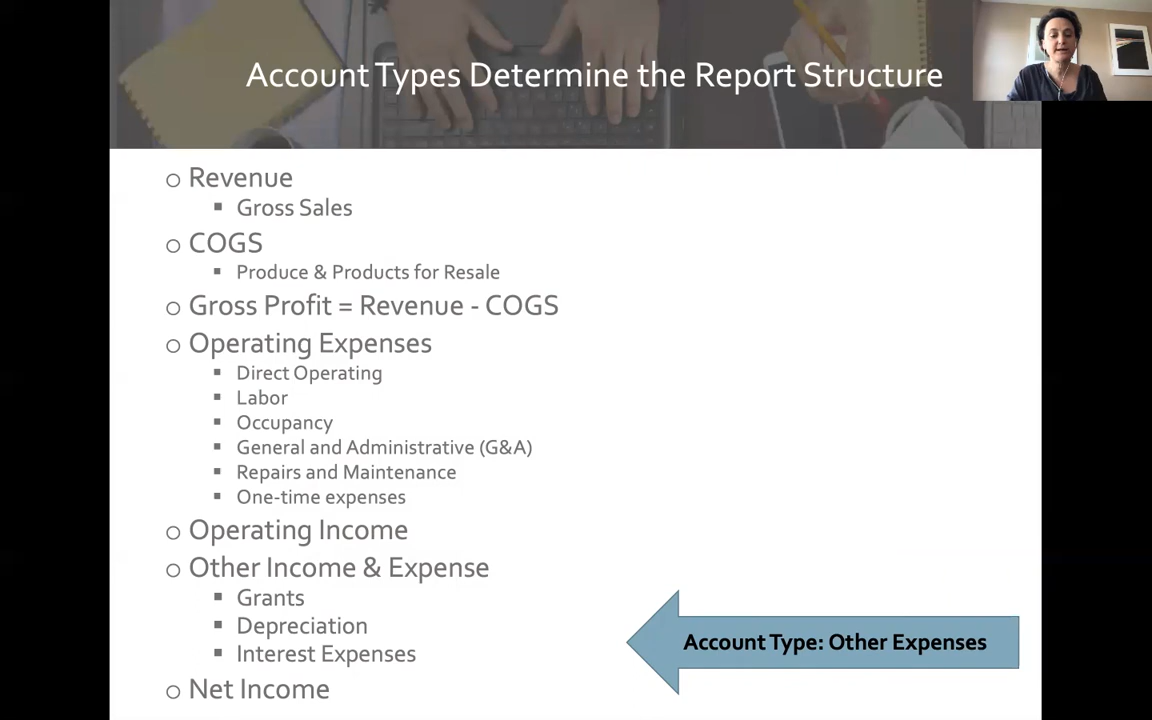 Account Types Determine the Report Structure
Revenue
Gross Sales
COGS
Produce & Products for Resale
Gross Profit = Revenue - COGS
Operating Expenses
Direct Operating
Labor
Occupancy
General and Administrative (G&A)
Repairs and Maintenance
One-time expenses
Operating Income
Other Income & Expense
Grants
Depreciation
Interest Expenses
Account Type: Other Expenses
Net Income